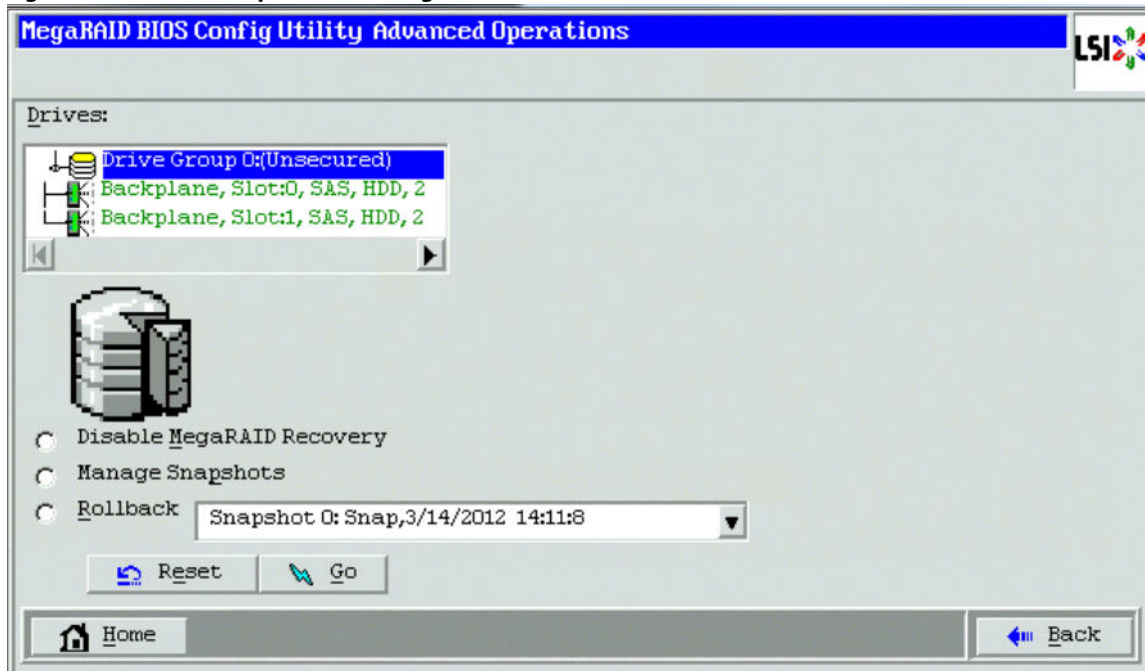 MegaRAID BIOS Config Utility Advanced Operations
LSI
Drives:
Drive Group 0:(Unsecured)
Backplane, Slot:0, SAS, HDD, 2
Backplane, Slot:1, SAS, HDD, 2
Disable MegaRAID Recovery
Manage Snapshots
Rollback Snapshot 0: Snap,3/14/2012 14:11:8
Reset Go
Home Back